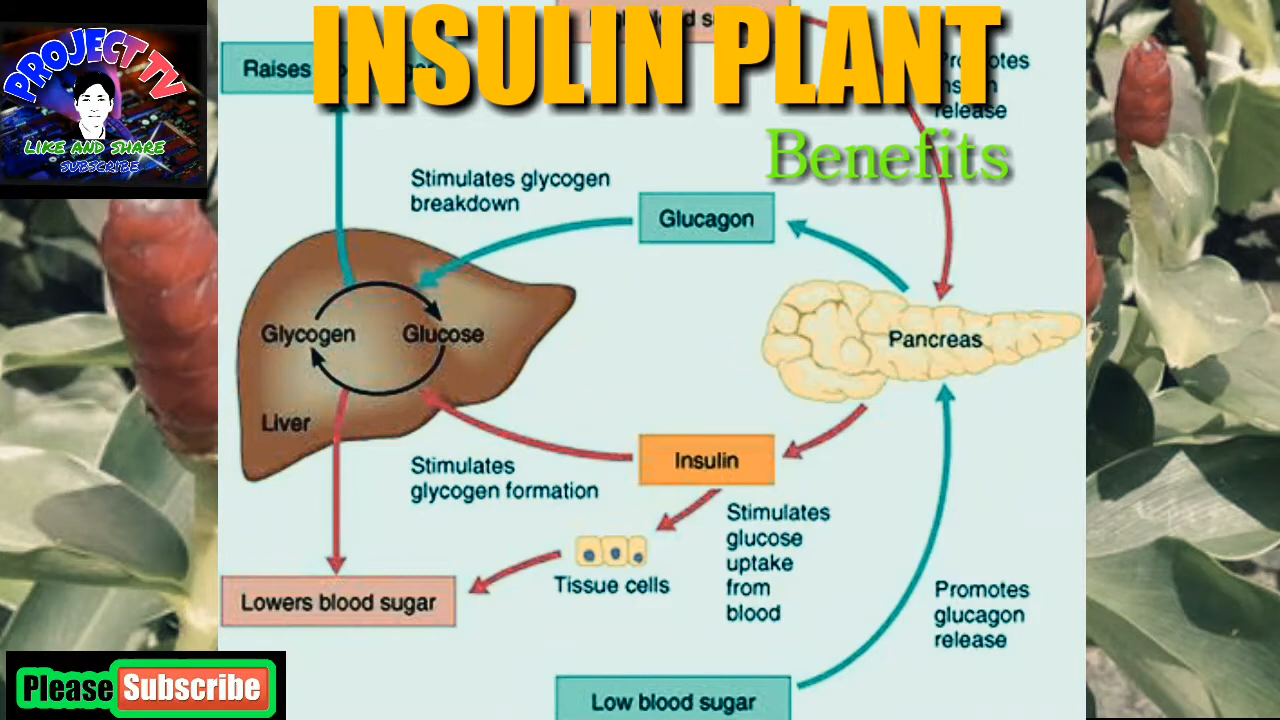 PROJECT TV
LIKE AND SHARE
SUBSCRIBE
INSULIN PLANT
Benefits
Raises
Promotes
release
Stimulates glycogen
breakdown
Glucagon
Glycogen
Glucose
Pancreas
Liver
Insulin
Stimulates
glycogen formation
Stimulates
glucose
uptake
from
blood
Tissue cells
Lowers blood sugar
Promotes
glucagon
release
Low blood sugar
Please Subscribe